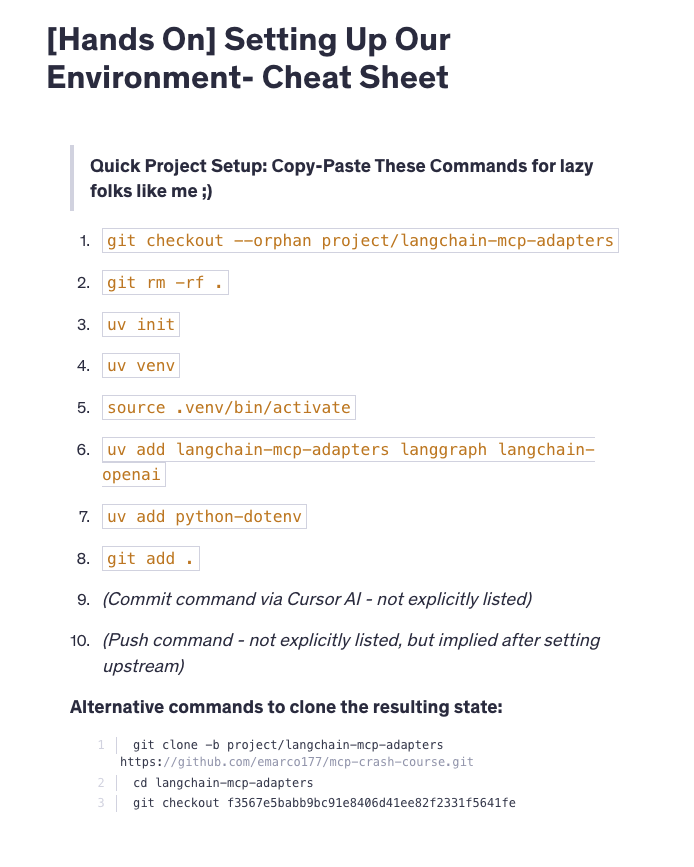 [Hands On] Setting Up Our
Environment- Cheat Sheet
Quick Project Setup: Copy-Paste These Commands for lazy
folks like me ;)
1. git checkout --orphan project/langchain-mcp-adapters
2. git rm -rf .
3. uv init
4. uv venv
5. source .venv/bin/activate
6. uv add langchain-mcp-adapters langgraph langchain-
openai
7. uv add python-dotenv
8. git add .
9. (Commit command via Cursor AI - not explicitly listed)
10. (Push command - not explicitly listed, but implied after setting
upstream)
Alternative commands to clone the resulting state:
1 git clone -b project/langchain-mcp-adapters
https://github.com/emarco177/mcp-crash-course.git
2 cd langchain-mcp-adapters
3 git checkout f3567e5babb9bc91e8406d41ee82f2331f5641fe